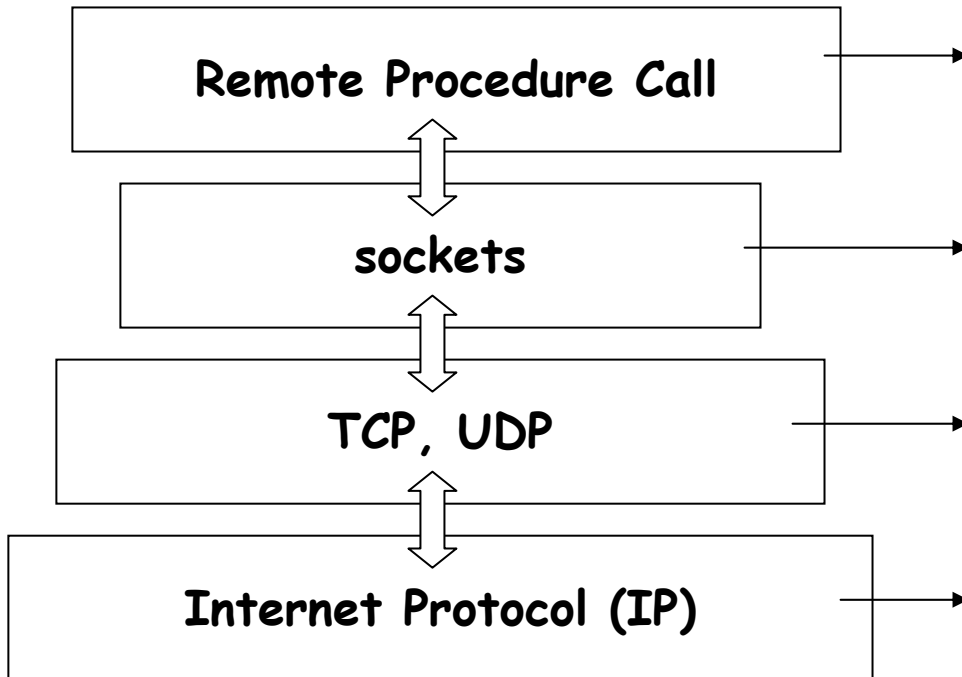 Remote Procedure Call
sockets
TCP, UDP
Internet Protocol (IP)